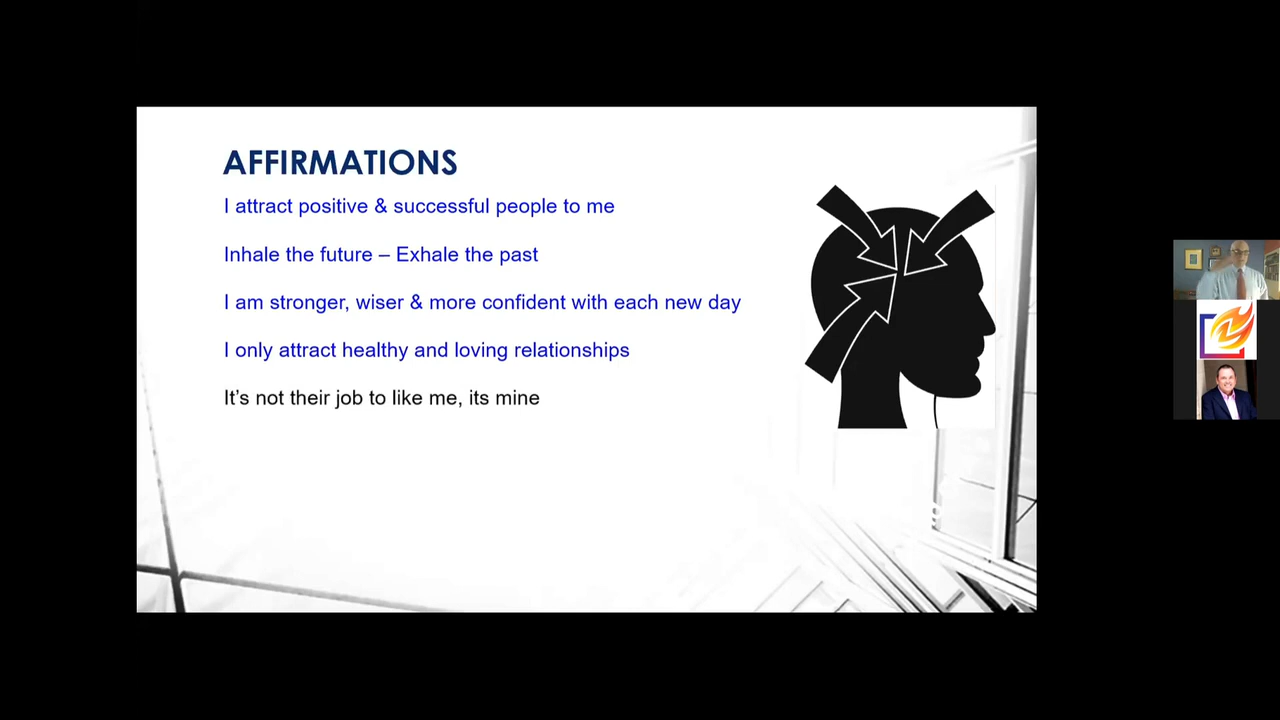 AFFIRMATIONS
I attract positive & successful people to me
Inhale the future – Exhale the past
I am stronger, wiser & more confident with each new day
I only attract healthy and loving relationships
It’s not their job to like me, its mine